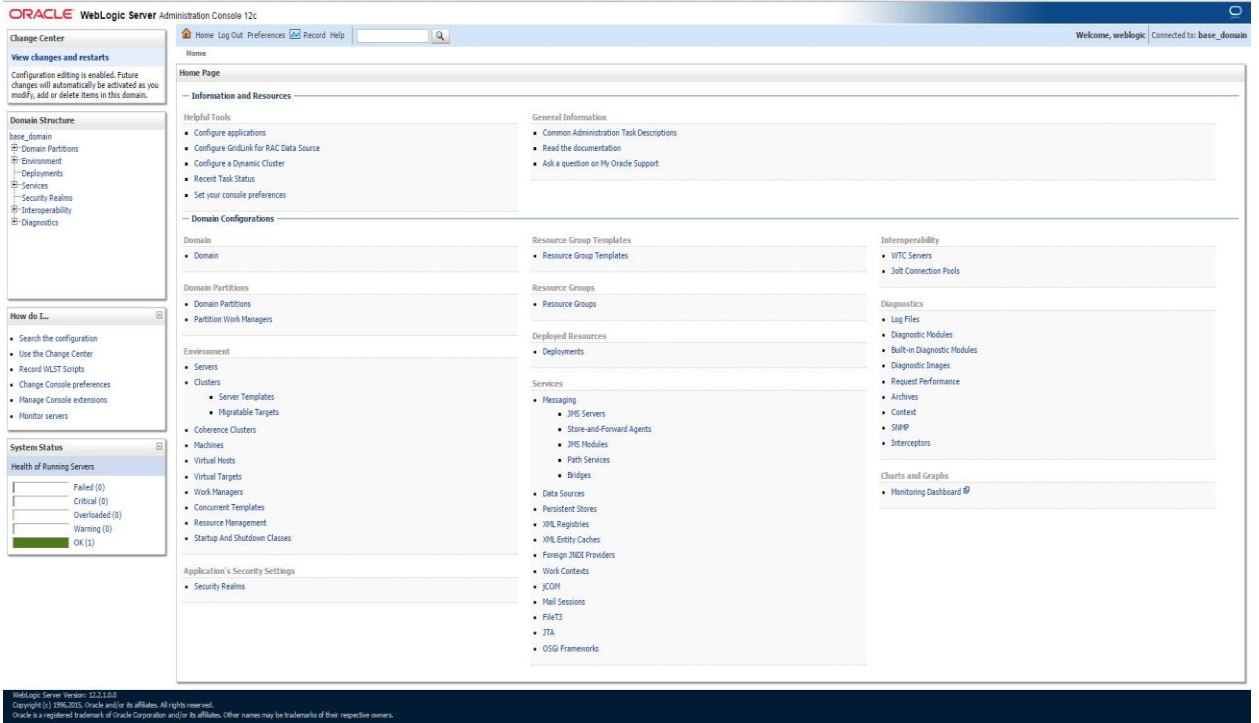 ORACLE WebLogic Server Administration Console 12c
Change Center
View changes and restarts
Configuration editing is enabled. Future
changes will automatically be activated as you
modify, add or delete items in this domain.
Domain Structure
base_domain
Domain Partitions
Environment
Deployments
Services
Security Realms
Interoperability
Diagnostics
How do I...
Search the configuration
Use the Change Center
Record WLST Scripts
Change Console preferences
Manage Console extensions
Monitor servers
System Status
Health of Running Servers
Failed (0)
Critical (0)
Overloaded (0)
Warning (0)
OK (1)
Home Log Out Preferences Record Help
Welcome, weblogic Connected to: base_domain
Home
Home Page
Information and Resources
Helpful Tools
Configure applications
Configure GridLink for RAC Data Source
Configure a Dynamic Cluster
Recent Task Status
Set your console preferences
General Information
Common Administration Task Descriptions
Read the documentation
Ask a question on My Oracle Support
Domain Configurations
Domain
Domain
Domain Partitions
Domain Partitions
Partition Work Managers
Environment
Servers
Clusters
Server Templates
Migratable Targets
Coherence Clusters
Machines
Virtual Hosts
Virtual Targets
Work Managers
Concurrent Templates
Resource Management
Startup And Shutdown Classes
Application's Security Settings
Security Realms
Resource Group Templates
Resource Group Templates
Resource Groups
Resource Groups
Deployed Resources
Deployments
Services
Messaging
JMS Servers
Store-and-Forward Agents
JMS Modules
Path Services
Bridges
Data Sources
Persistent Stores
XML Registries
XML Entity Caches
Foreign JNDI Providers
Work Contexts
jCOM
Mail Sessions
FileT3
JTA
OSGi Frameworks
Interoperability
WTC Servers
Jolt Connection Pools
Diagnostics
Log Files
Diagnostic Modules
Built-in Diagnostic Modules
Diagnostic Images
Request Performance
Archives
Context
SNMP
Interceptors
Charts and Graphs
Monitoring Dashboard
WebLogic Server Version: 12.2.1.0.0
Copyright (c) 1996,2015, Oracle and/or its affiliates. All rights reserved.
Oracle is a registered trademark of Oracle Corporation and/or its affiliates. Other names may be trademarks of their respective owners.